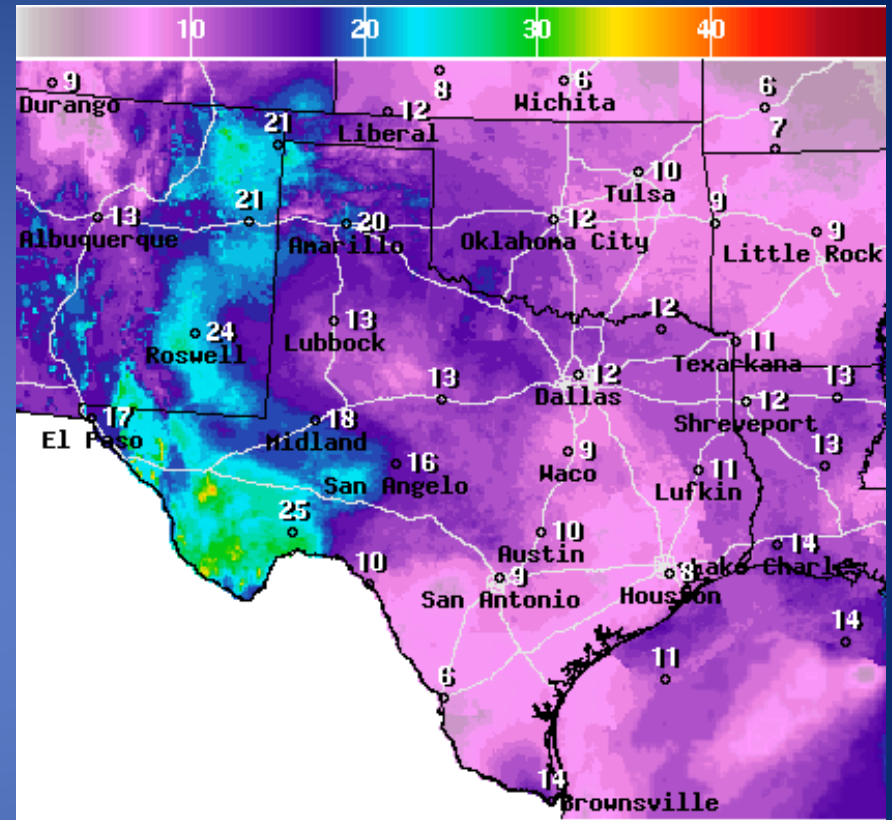 10 20 30 40
9 8 6
Durango Wichita 6
12
Liberal
21 7
10
Tulsa
13 21 20 12 9 9
Albuquerque Amarillo Oklahoma City
Little Rock
24 13 12
Roswell Lubbock 11
Texarkana
12
Dallas
13 12 13
17 18 Shreveport
El Paso Midland
9
16 Waco 11 13
San Angelo Lufkin
25 10 14
Austin
10 9 8 Lake Charles
San Antonio Houston
14
11
6
14
Brownsville